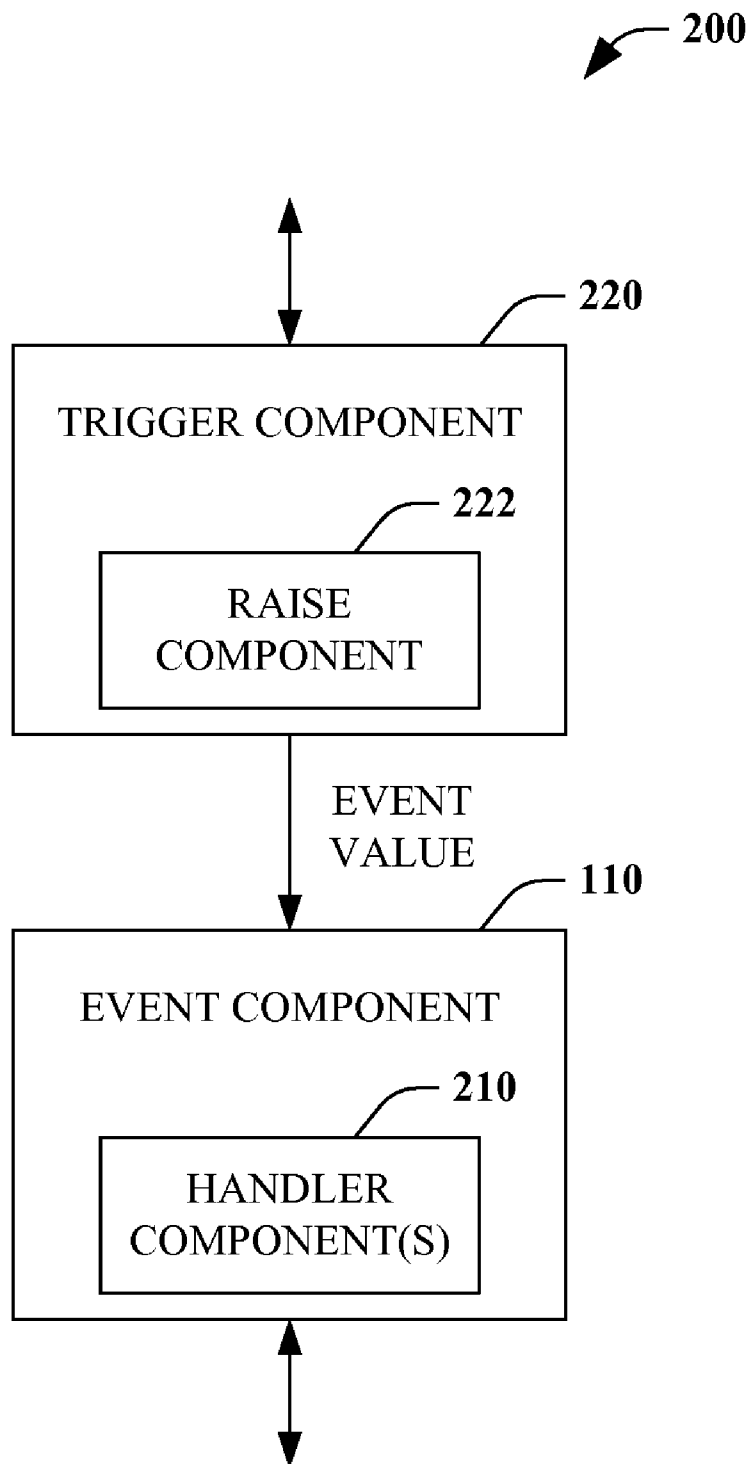 200
220
TRIGGER COMPONENT
222
RAISE
COMPONENT
EVENT
VALUE
110
EVENT COMPONENT
210
HANDLER
COMPONENT(S)